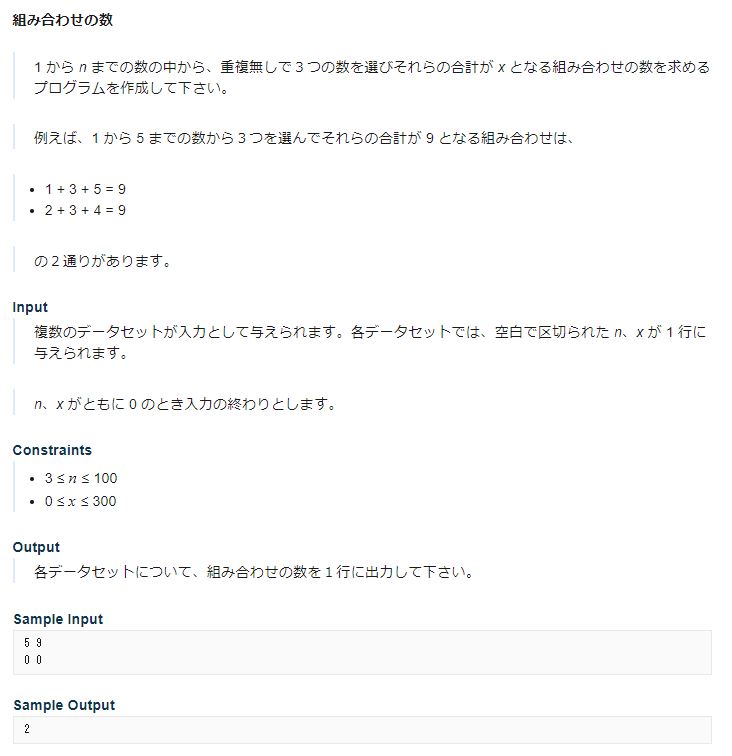 組み合わせの数
1 から n までの数の中から、重複無しで３つの数を選びそれらの合計が x となる組み合わせの数を求める
プログラムを作成して下さい。
例えば、1 から 5 までの数から３つを選んでそれらの合計が 9 となる組み合わせは、
1 + 3 + 5 = 9
2 + 3 + 4 = 9
の２通りがあります。
Input
複数のデータセットが入力として与えられます。各データセットでは、空白で区切られた n、x が 1 行に
与えられます。
n、x がともに 0 のとき入力の終わりとします。
Constraints
3 ≤ n ≤ 100
0 ≤ x ≤ 300
Output
各データセットについて、組み合わせの数を１行に出力して下さい。
Sample Input
5 9
0 0
Sample Output
2